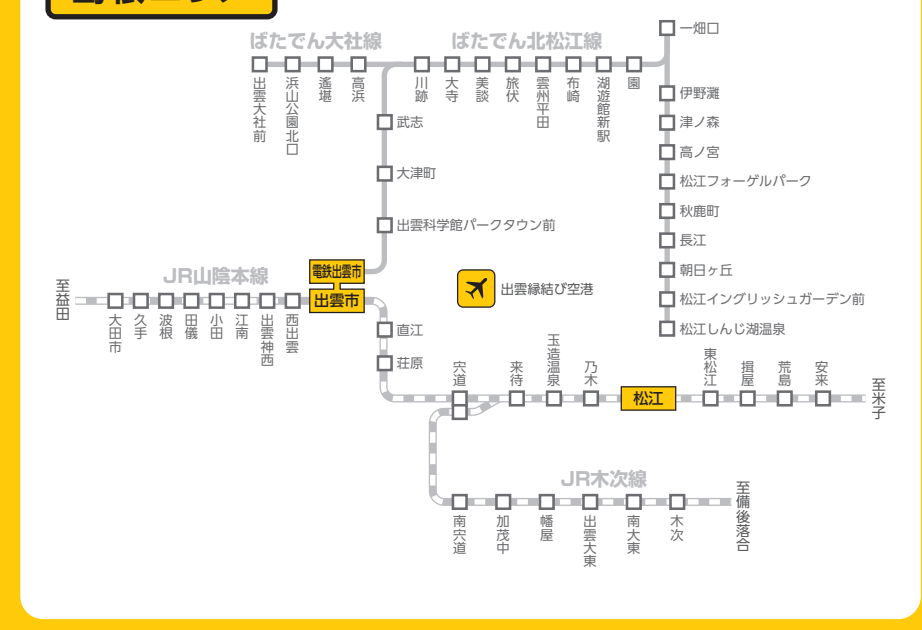 島根エリア
ばたでん大社線
ばたでん北松江線
一畑口
出雲大社前
浜山公園北口
遙堪
高浜
川跡
大寺
美談
旅伏
雲州平田
布崎
湖遊館新駅
園
伊野灘
津ノ森
高ノ宮
松江フォーゲルパーク
秋鹿町
長江
朝日ヶ丘
松江イングリッシュガーデン前
松江しんじ湖温泉
武志
大津町
出雲科学館パークタウン前
JR山陰本線
電鉄出雲市
出雲市
出雲縁結び空港
至益田
大田市
久手
波根
田儀
小田
江南
出雲神西
西出雲
直江
荘原
宍道
来待
玉造温泉
乃木
松江
東松江
揖屋
荒島
安来
至米子
JR木次線
南宍道
加茂中
幡屋
出雲大東
南大東
木次
至備後落合